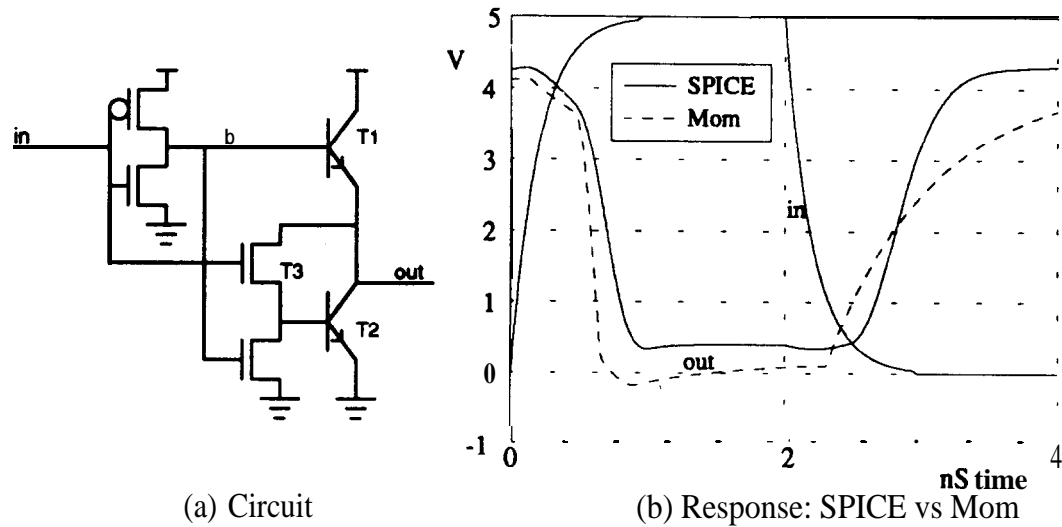 in
b
T1
T3
out
T2
(a) Circuit
5
V
4
3
2
1
0
-1
SPICE
Mom
in
out
0
2
4
nS time
(b) Response: SPICE vs Mom